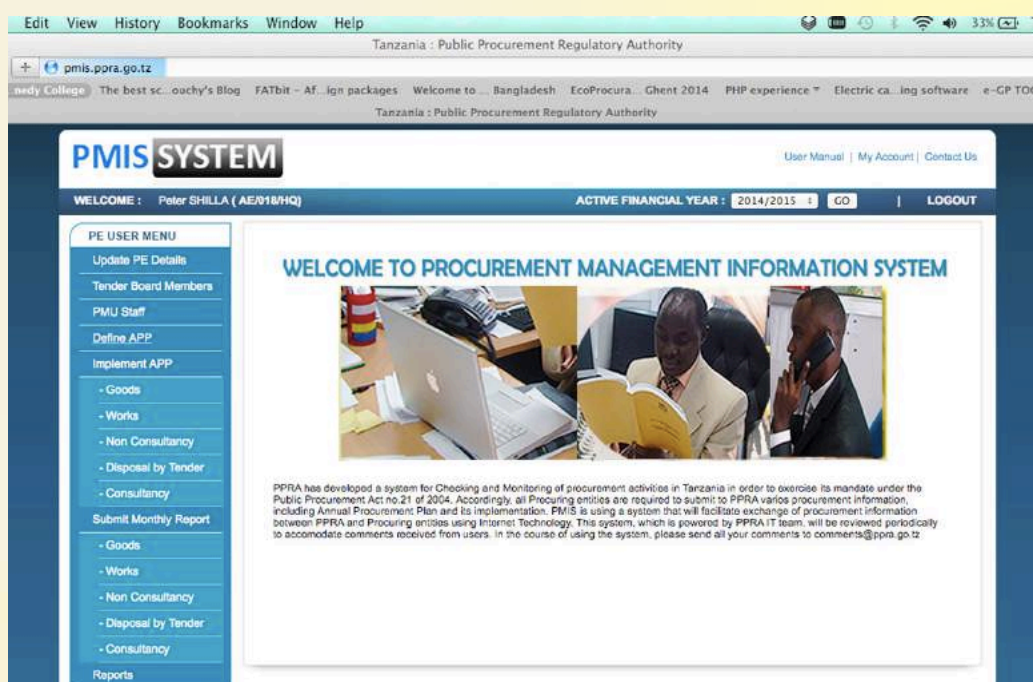 Edit View History Bookmarks Window Help 33%
Tanzania : Public Procurement Regulatory Authority
+ pmis.ppra.go.tz
nedy College The best sc...ouchy's Blog FATbit – Af...ign packages Welcome to ... Bangladesh EcoProcura... Ghent 2014 PHP experience Electric ca...ing software e-GP TO
Tanzania : Public Procurement Regulatory Authority
PMIS SYSTEM
User Manual | My Account | Contact Us
WELCOME : Peter SHILLA ( AE/018/HQ) ACTIVE FINANCIAL YEAR : 2014/2015 GO | LOGOUT
PE USER MENU
Update PE Details
Tender Board Members
PMU Staff
Define APP
Implement APP
- Goods
- Works
- Non Consultancy
- Disposal by Tender
- Consultancy
Submit Monthly Report
- Goods
- Works
- Non Consultancy
- Disposal by Tender
- Consultancy
Reports
WELCOME TO PROCUREMENT MANAGEMENT INFORMATION SYSTEM
PPRA has developed a system for Checking and Monitoring of procurement activities in Tanzania in order to exercise its mandate under the
Public Procurement Act no.21 of 2004. Accordingly, all Procuring entities are required to submit to PPRA varios procurement information,
including Annual Procurement Plan and its implementation. PMIS is using a system that will facilitate exchange of procurement information
between PPRA and Procuring entities using Internet Technology. This system, which is powered by PPRA IT team, will be reviewed periodically
to accomodate comments received from users. In the course of using the system, please send all your comments to comments@ppra.go.tz